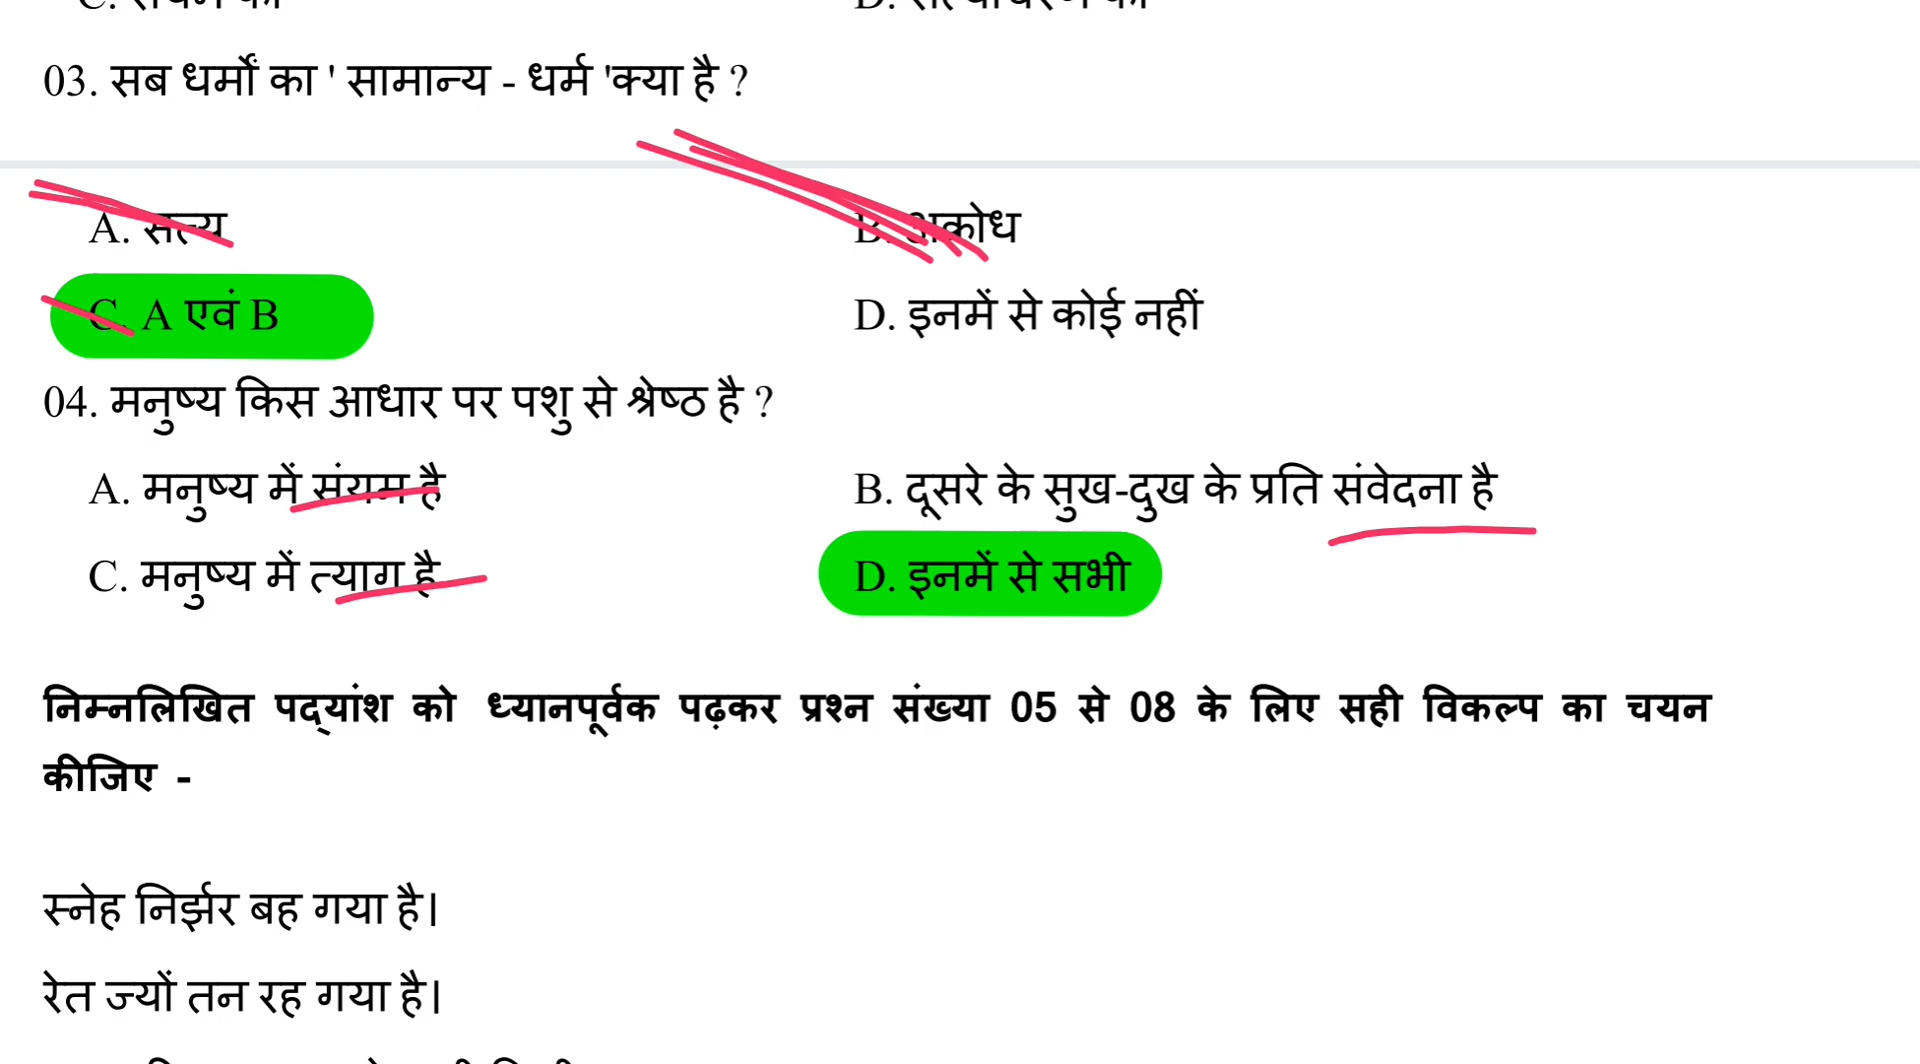 03. सब धर्मों का ' सामान्य - धर्म 'क्या है ?
A. सत्य
B. अक्रोध
C. A एवं B
D. इनमें से कोई नहीं
04. मनुष्य किस आधार पर पशु से श्रेष्ठ है ?
A. मनुष्य में संयम है
B. दूसरे के सुख-दुख के प्रति संवेदना है
C. मनुष्य में त्याग है
D. इनमें से सभी
निम्नलिखित पद्यांश को ध्यानपूर्वक पढ़कर प्रश्न संख्या 05 से 08 के लिए सही विकल्प का चयन
कीजिए -
स्नेह निर्झर बह गया है।
रेत ज्यों तन रह गया है।